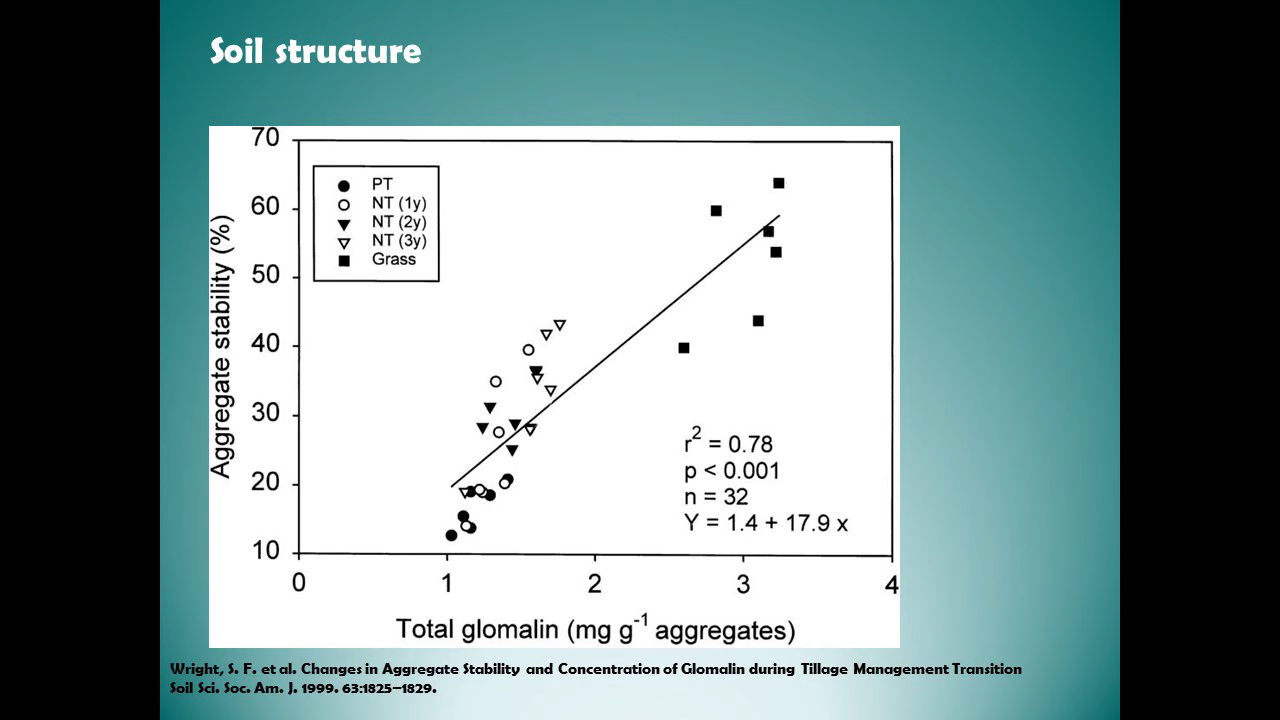 Soil structure
70
60
50
40
30
20
10
Aggregate stability (%)
PT
NT (1y)
NT (2y)
NT (3y)
Grass
r² = 0.78
p < 0.001
n = 32
Y = 1.4 + 17.9 x
0 1 2 3 4
Total glomalin (mg g⁻¹ aggregates)
Wright, S. F. et al. Changes in Aggregate Stability and Concentration of Glomalin during Tillage Management Transition
Soil Sci. Soc. Am. J. 1999. 63:1825–1829.